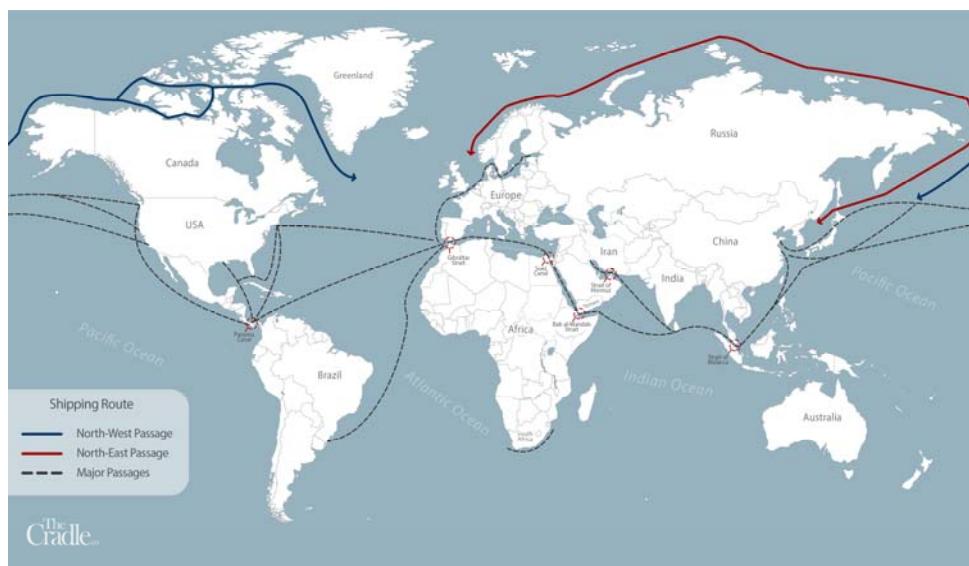 Greenland
Russia
Canada
Europe
USA
China
Gibraltar
Strait
Iran
Suez
Canal
Strait
of Hormuz
India
Pacific Ocean
Africa
Bab al-Mandab
Strait
Panama
Canal
Pacific Ocean
Strait
of Malacca
Brazil
Atlantic Ocean
Indian Ocean
Australia
South
Africa
Shipping Route
North-West Passage
North-East Passage
Major Passages
The
Cradle